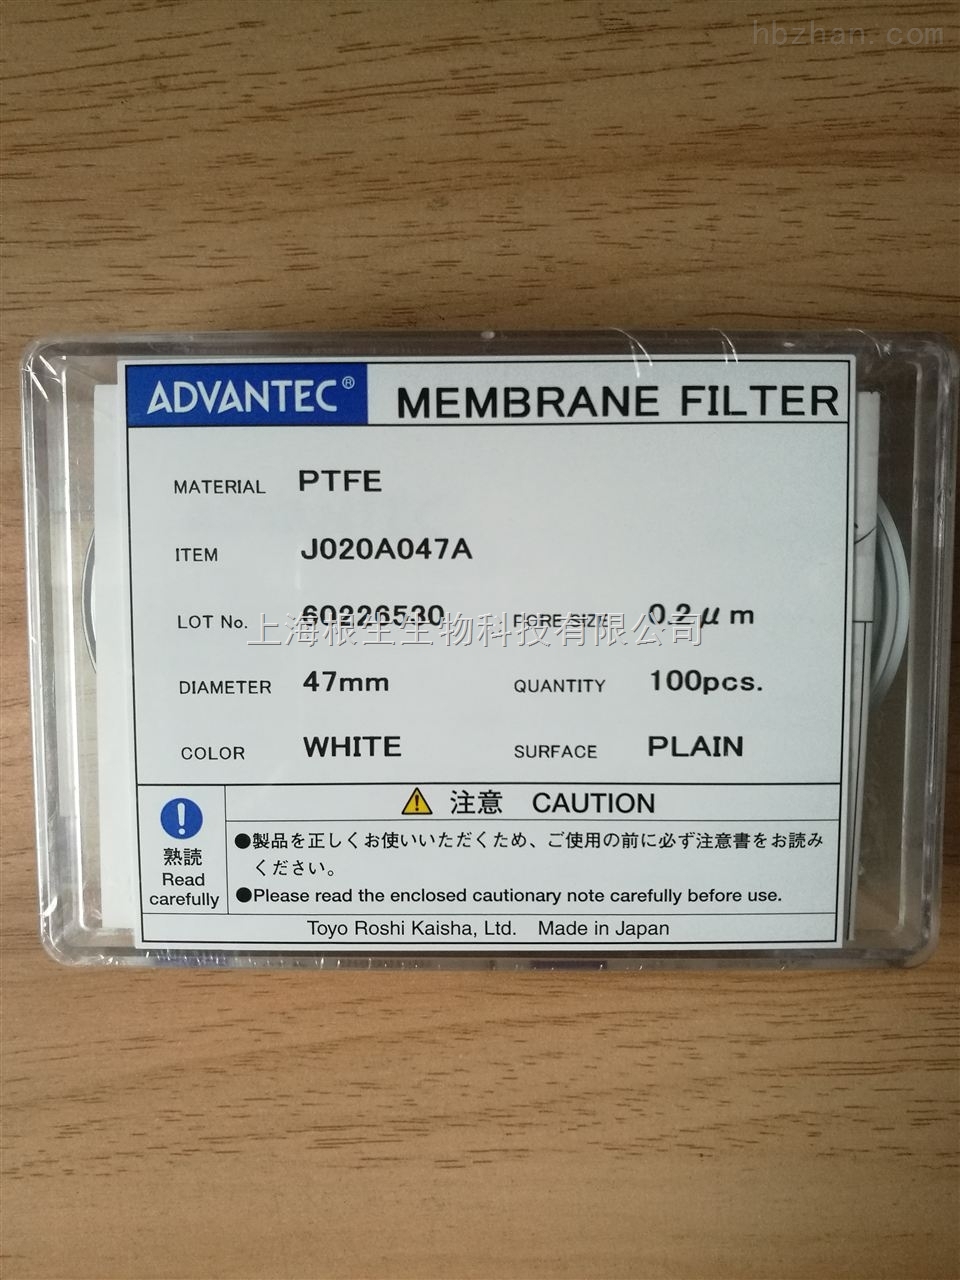 hbzhan.com
ADVANTEC® MEMBRANE FILTER
MATERIAL PTFE
ITEM J020A047A
LOT No. 60226530 PORE SIZE 0.2μm
上海根生生物科技有限公司
DIAMETER 47mm QUANTITY 100pcs.
COLOR WHITE SURFACE PLAIN
注意 CAUTION
熟読
Read
carefully
●製品を正しくお使いいただくため、ご使用の前に必ず注意書をお読み
ください。
●Please read the enclosed cautionary note carefully before use.
Toyo Roshi Kaisha, Ltd. Made in Japan